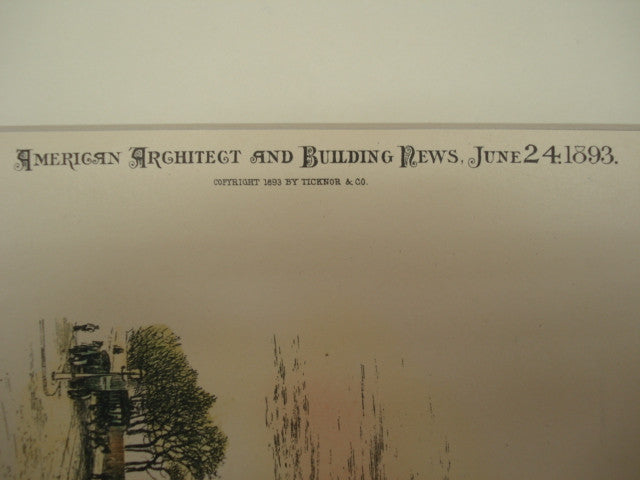 American Architect and Building News, June 24. 1893.
COPYRIGHT 1893 BY TICKNOR & CO.